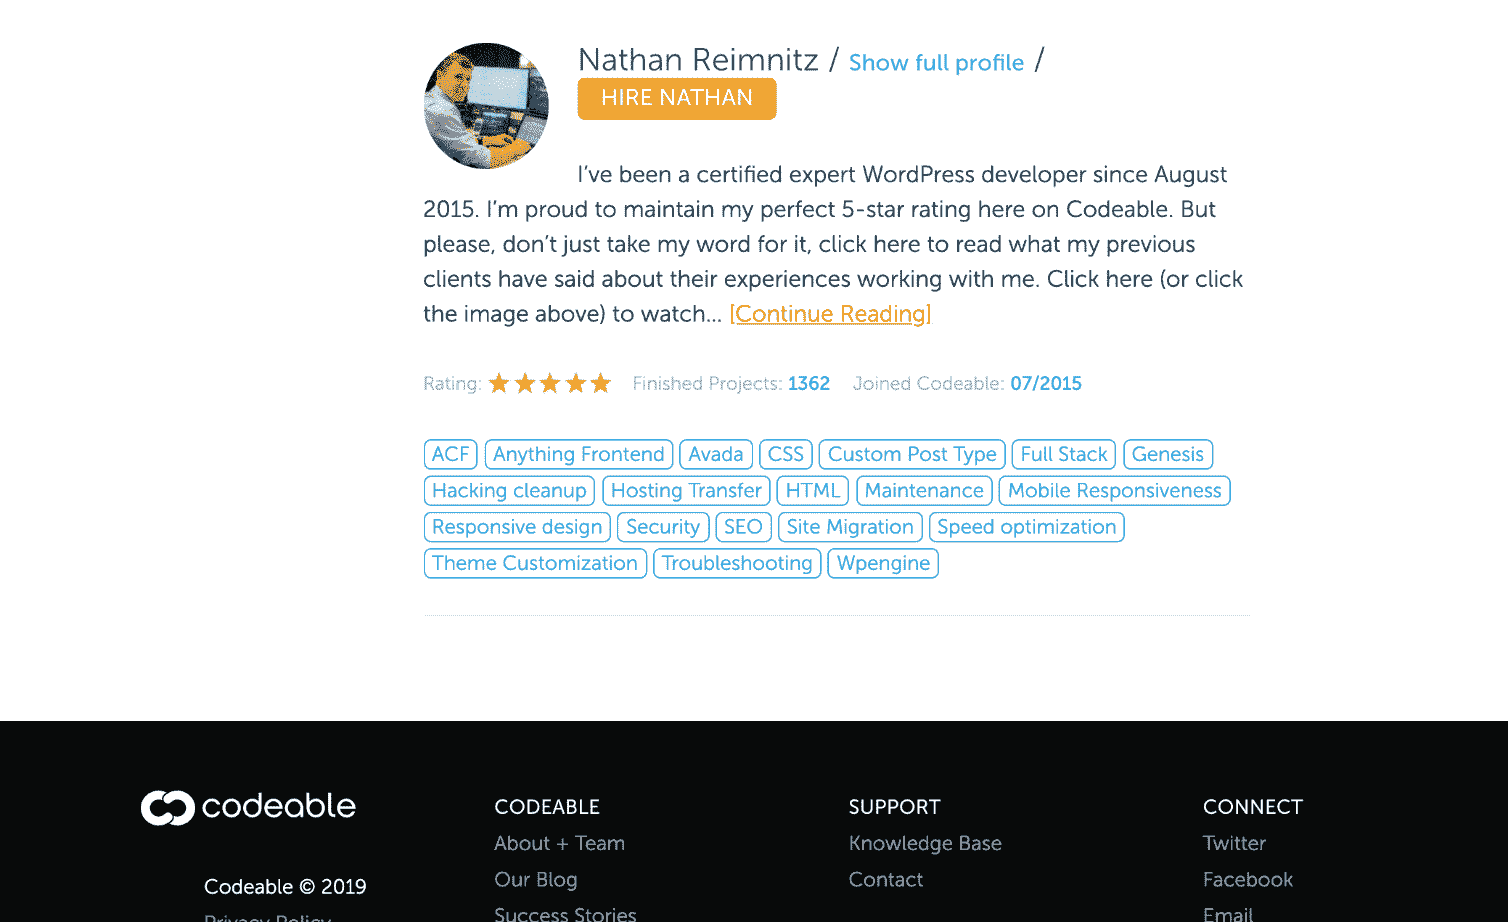 Nathan Reimnitz / Show full profile /
HIRE NATHAN
I’ve been a certified expert WordPress developer since August
2015. I’m proud to maintain my perfect 5-star rating here on Codeable. But
please, don’t just take my word for it, click here to read what my previous
clients have said about their experiences working with me. Click here (or click
the image above) to watch... [Continue Reading]
Rating: Finished Projects: 1362 Joined Codeable: 07/2015
ACF Anything Frontend Avada CSS Custom Post Type Full Stack Genesis
Hacking cleanup Hosting Transfer HTML Maintenance Mobile Responsiveness
Responsive design Security SEO Site Migration Speed optimization
Theme Customization Troubleshooting Wpengine
codeable
Codeable © 2019
Privacy Policy
CODEABLE
About + Team
Our Blog
Success Stories
SUPPORT
Knowledge Base
Contact
CONNECT
Twitter
Facebook
Email